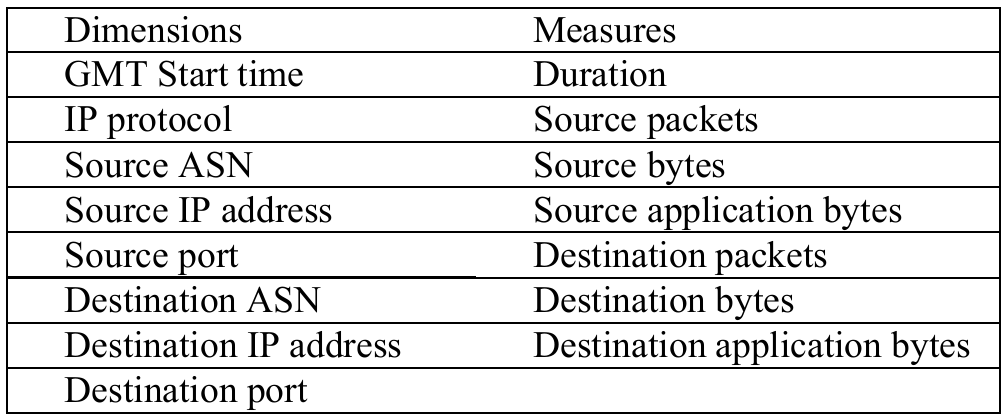 Dimensions Measures
GMT Start time Duration
IP protocol Source packets
Source ASN Source bytes
Source IP address Source application bytes
Source port Destination packets
Destination ASN Destination bytes
Destination IP address Destination application bytes
Destination port